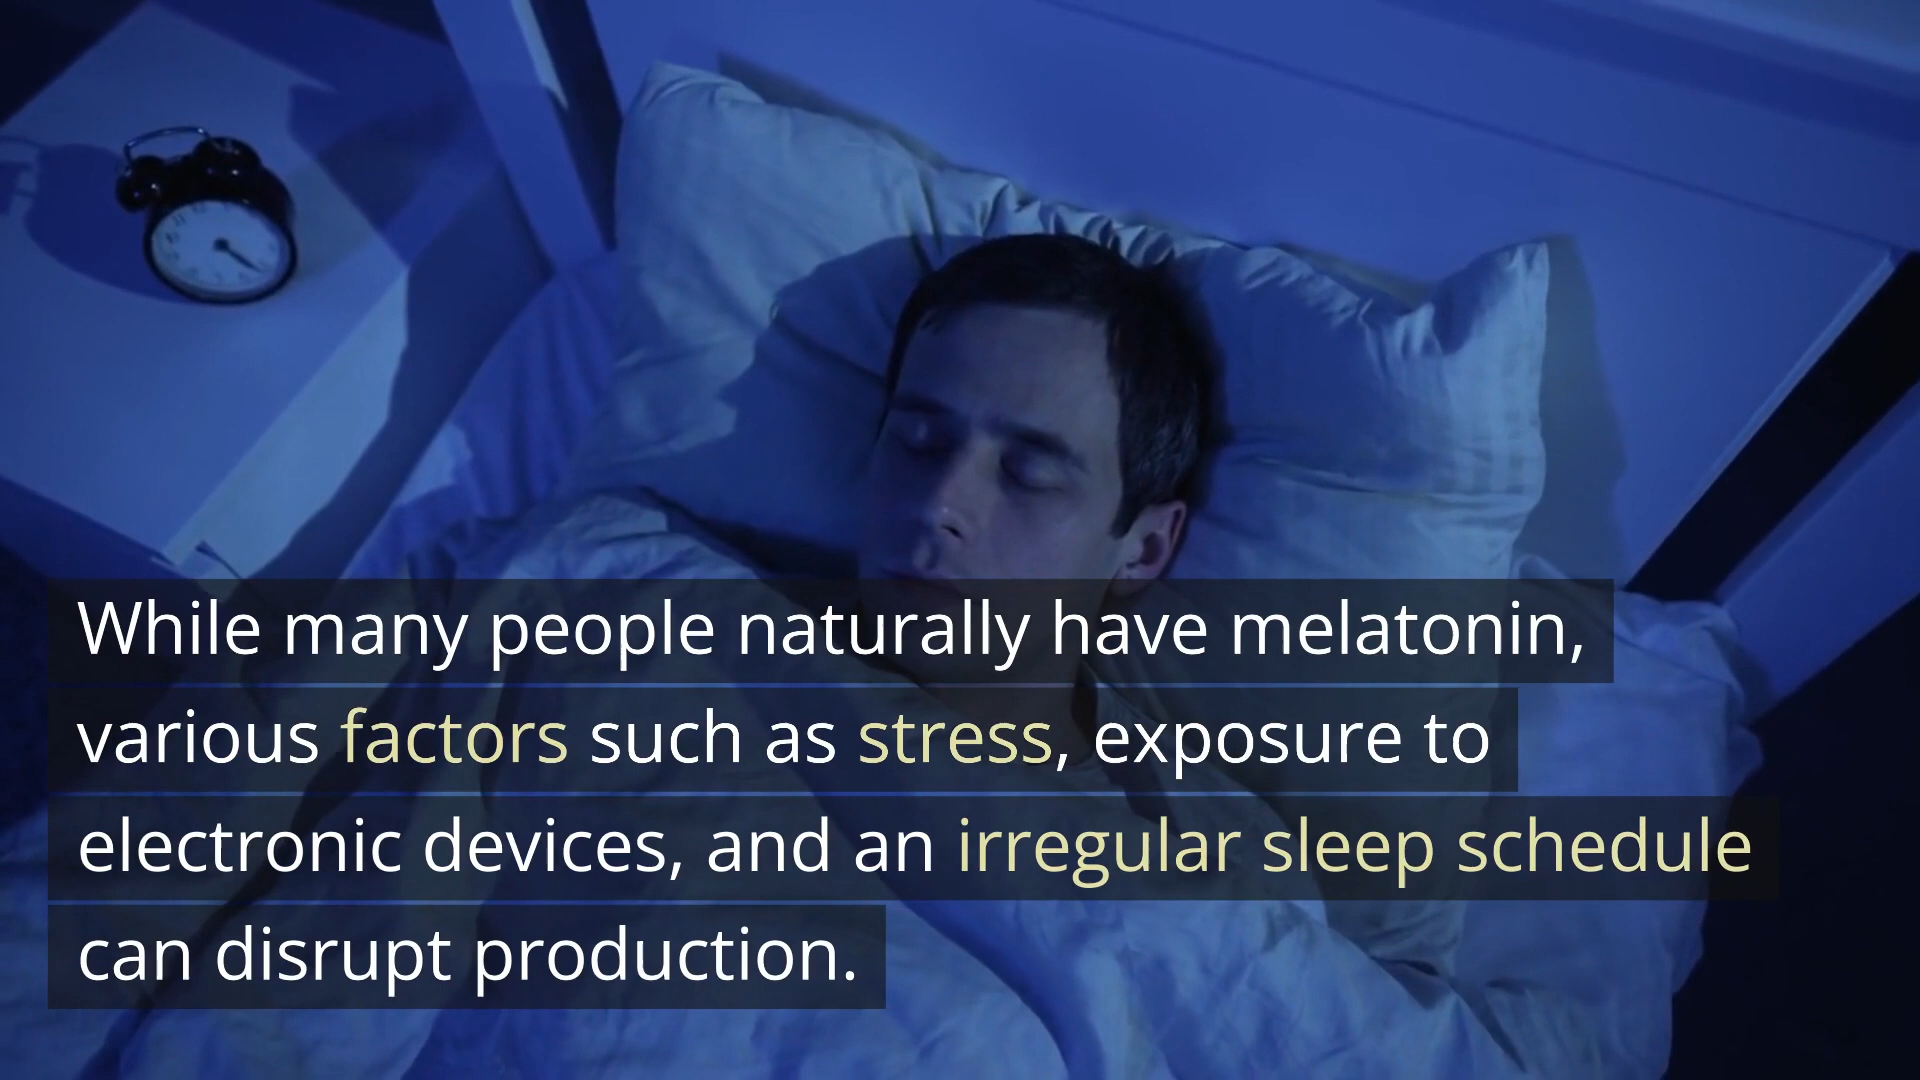 While many people naturally have melatonin,
various factors such as stress, exposure to
electronic devices, and an irregular sleep schedule
can disrupt production.